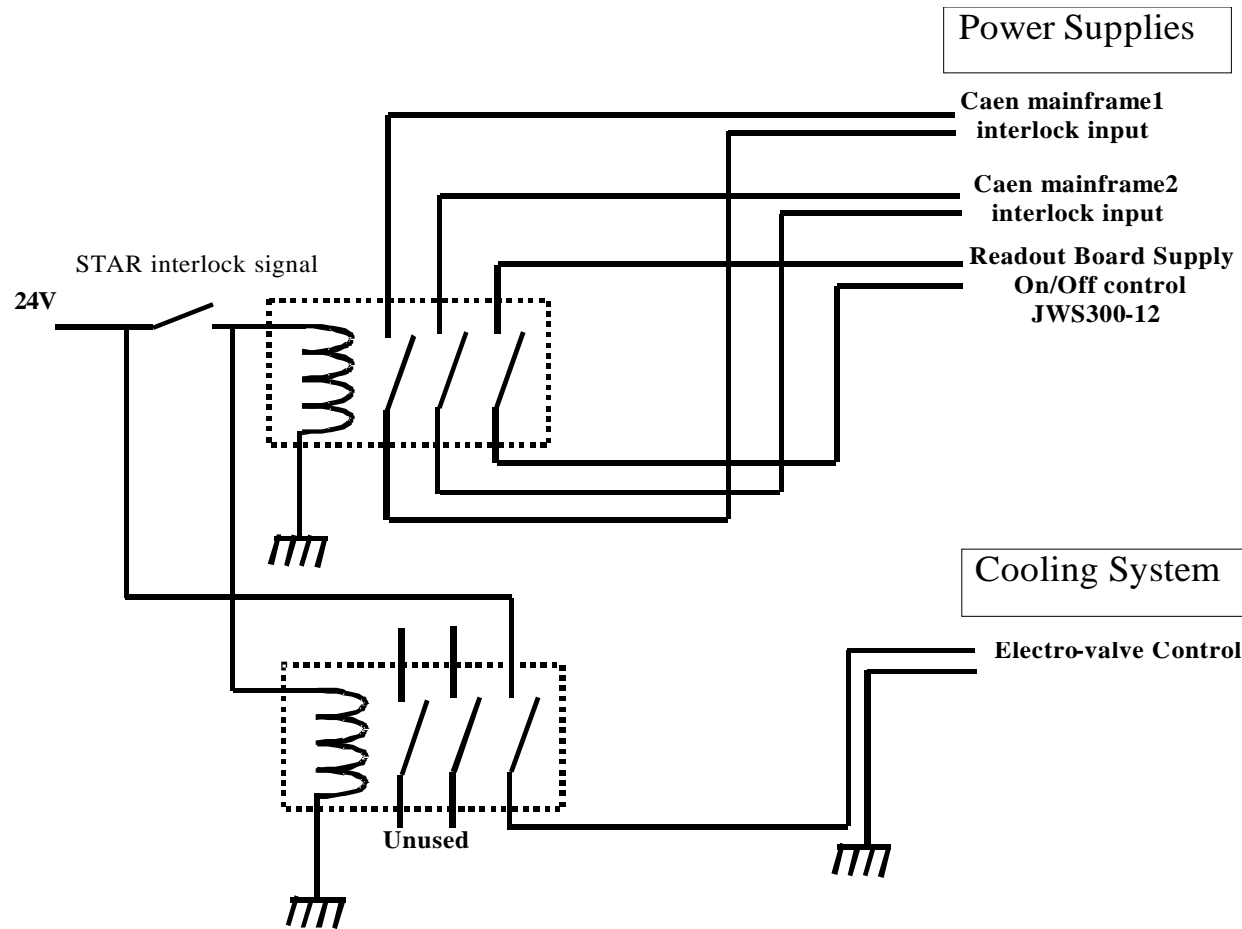 Power Supplies
Caen mainframe1
interlock input
Caen mainframe2
interlock input
STAR interlock signal
Readout Board Supply
On/Off control
JWS300-12
24V
Cooling System
Electro-valve Control
Unused